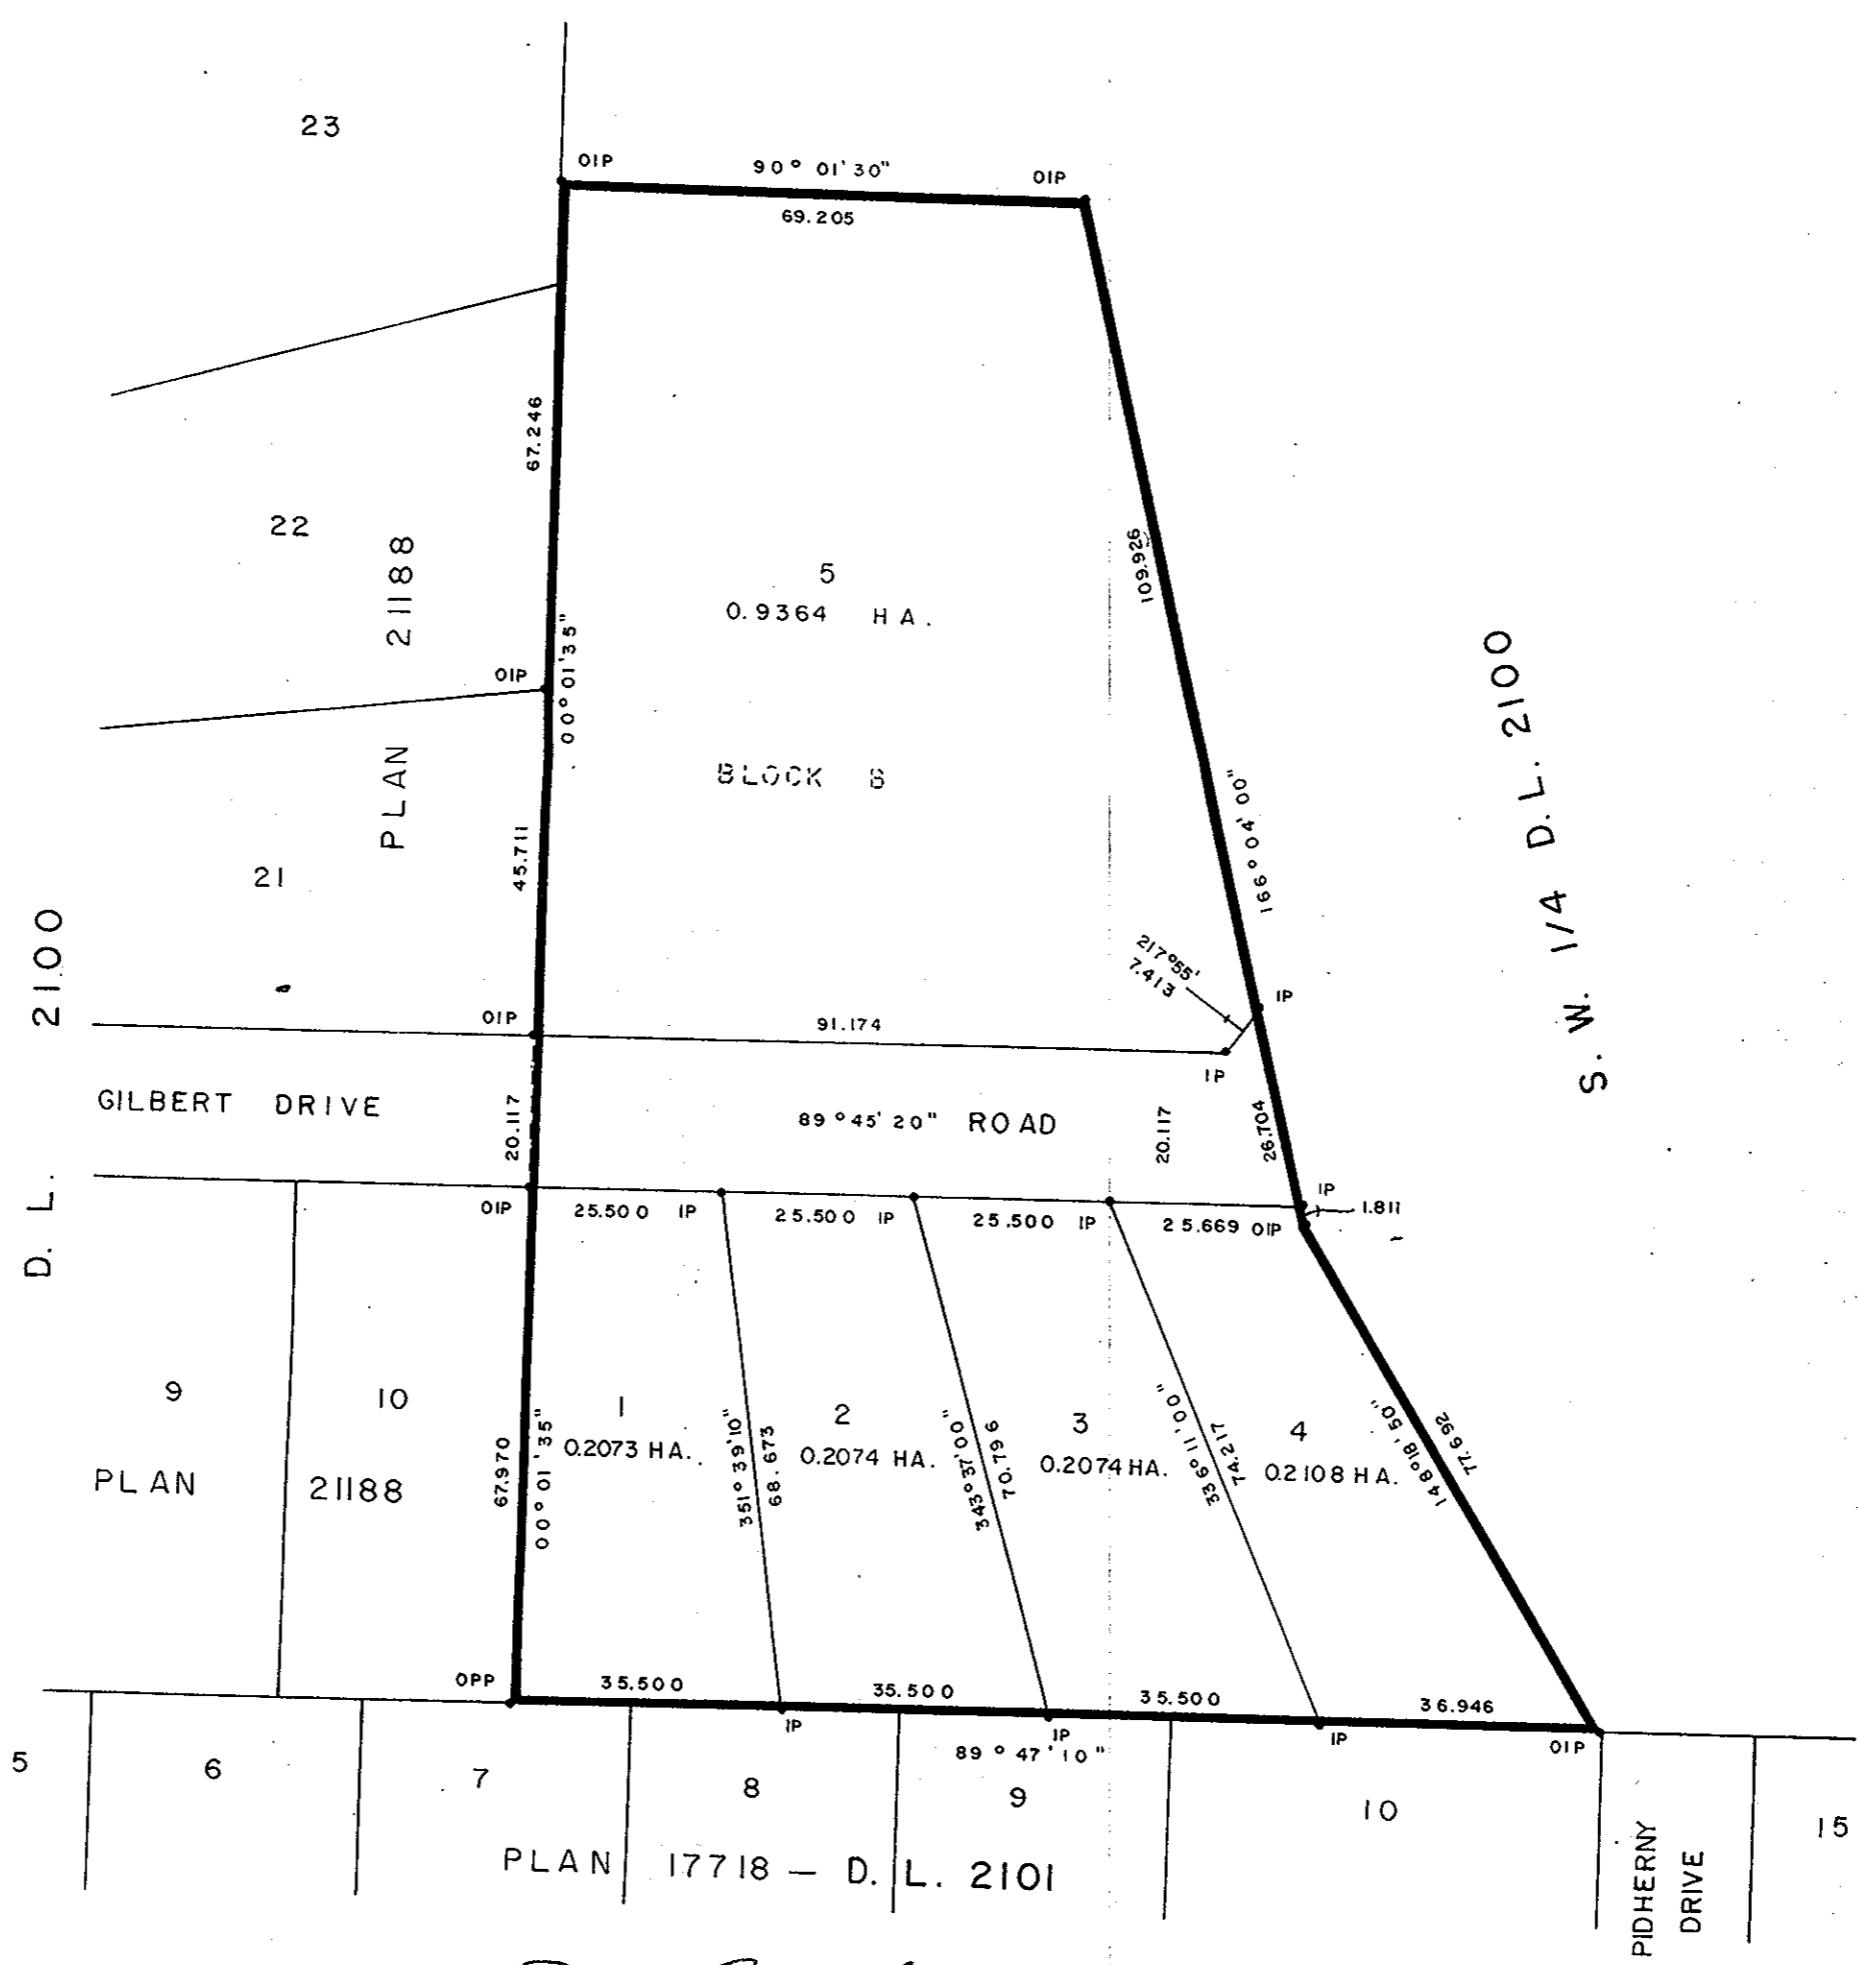 23
OIP
90° 01' 30"
OIP
69.205
67.246
22
PLAN 21188
5
0.9364 HA.
109.926
OIP
00° 01' 35"
S. W. 1/4 D. L. 2100
BLOCK 6
166° 04' 00"
45.711
21
D. L. 2100
217°55'
7.413
IP
OIP
91.174
IP
GILBERT DRIVE
20.117
89° 45' 20" ROAD
20.117
26.704
IP
1.811
OIP
25.500 IP
25.500 IP
25.500 IP
25.669 OIP
9
10
1
0.2073 HA.
2
0.2074 HA.
3
0.2074 HA.
4
0.2108 HA.
PLAN
21188
67.970
00° 01' 35"
351° 39' 10"
68.673
343° 37' 00"
70.796
336° 11' 00"
74.217
148° 18' 50"
77.692
OPP
35.500
35.500
35.500
36.946
IP
IP
IP
OIP
89° 47' 10"
5
6
7
8
9
10
15
PLAN 17718 — D. L. 2101
PIDHERNY
DRIVE